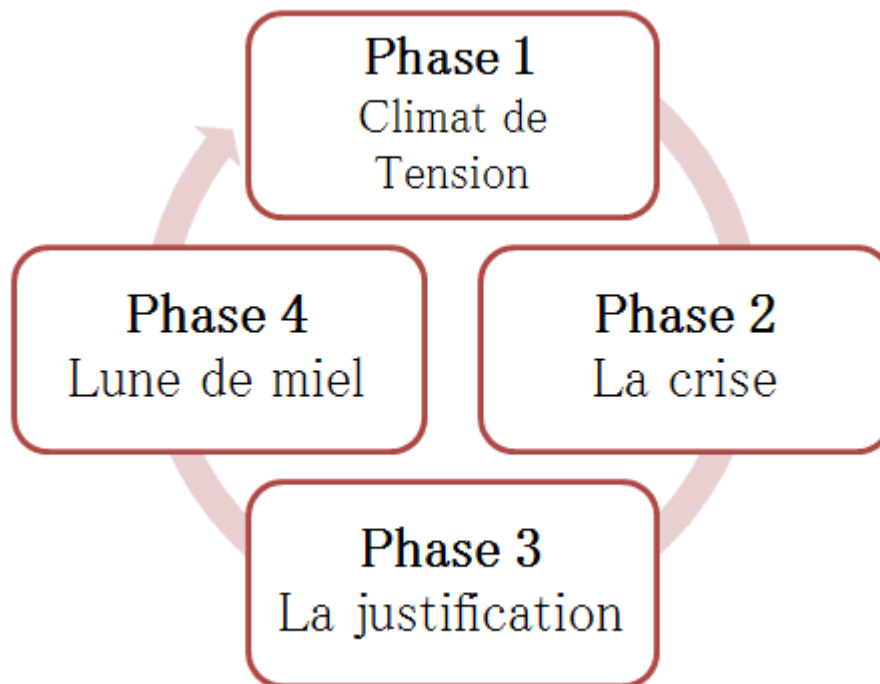 Phase 1
Climat de
Tension
Phase 2
La crise
Phase 3
La justification
Phase 4
Lune de miel